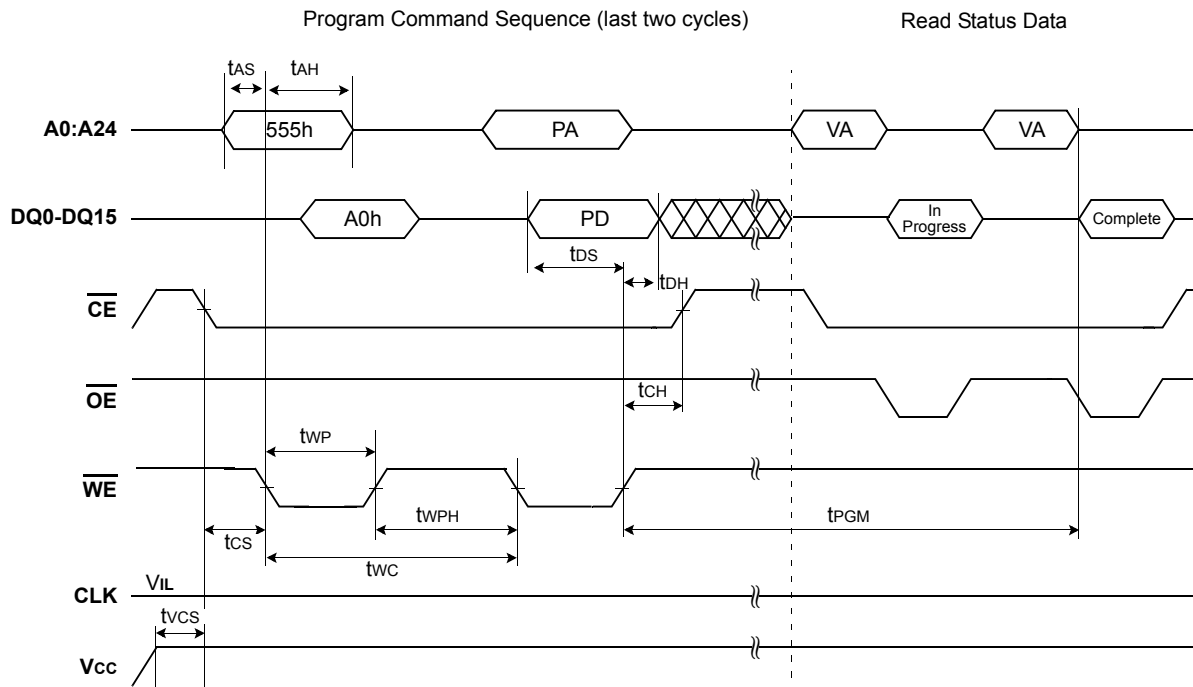 Program Command Sequence (last two cycles)
Read Status Data
tAS
tAH
A0:A24
555h
PA
VA
VA
DQ0-DQ15
A0h
PD
In
Progress
Complete
tDS
tDH
CE
OE
tCH
tWP
WE
tWPH
tPGM
tCS
tWC
CLK
VIL
tVCS
Vcc